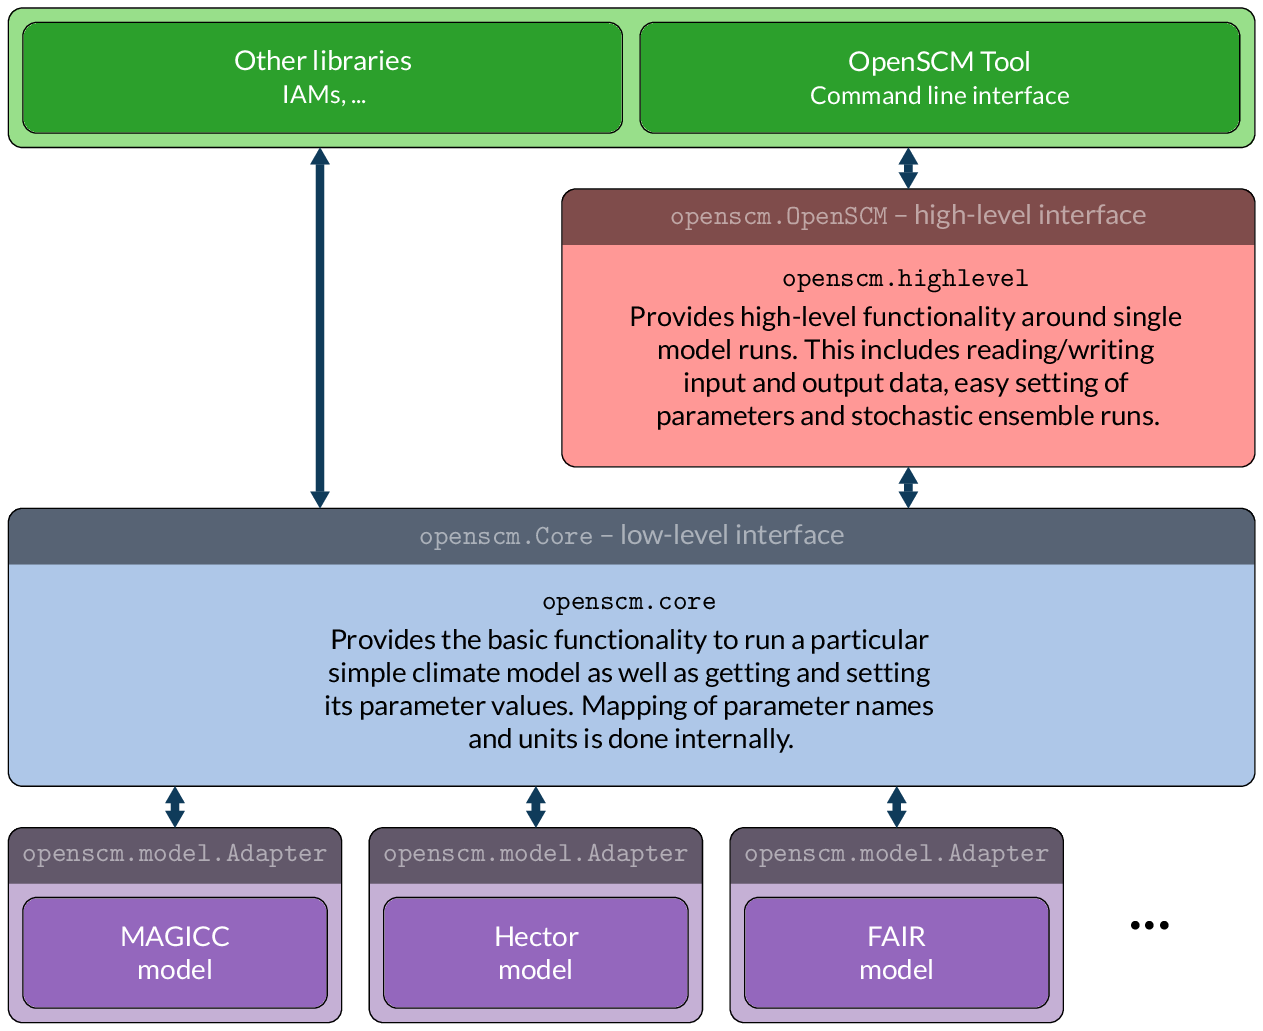 Other libraries
IAMs, ...
OpenSCM Tool
Command line interface
openscm.OpenSCM – high-level interface
openscm.highlevel
Provides high-level functionality around single
model runs. This includes reading/writing
input and output data, easy setting of
parameters and stochastic ensemble runs.
openscm.Core – low-level interface
openscm.core
Provides the basic functionality to run a particular
simple climate model as well as getting and setting
its parameter values. Mapping of parameter names
and units is done internally.
openscm.model.Adapter
MAGICC
model
openscm.model.Adapter
Hector
model
openscm.model.Adapter
FAIR
model
...